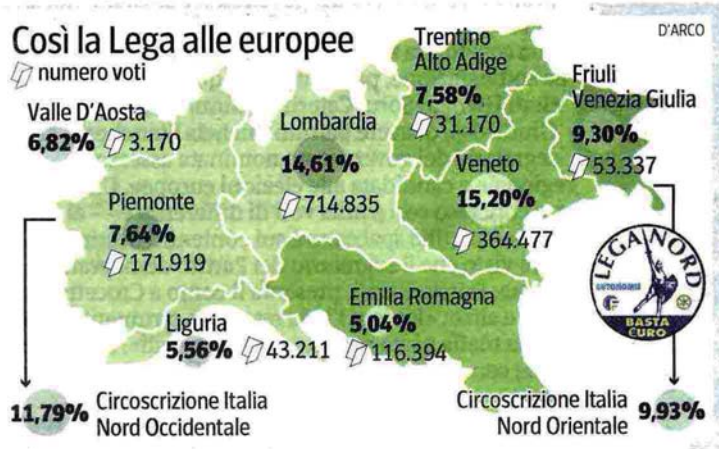 Così la Lega alle europee
numero voti
D'ARCO
Valle D'Aosta
6,82% 3.170
Piemonte
7,64%
171.919
Lombardia
14,61%
714.835
Trentino
Alto Adige
7,58%
31.170
Friuli
Venezia Giulia
9,30%
53.337
Veneto
15,20%
364.477
Liguria
5,56% 43.211
Emilia Romagna
5,04%
116.394
LEGA NORD
AUTONOMIE
BASTA
EURO
11,79% Circoscrizione Italia
Nord Occidentale
Circoscrizione Italia
Nord Orientale
9,93%